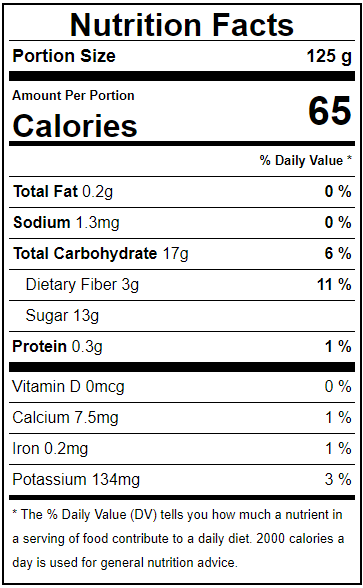 Nutrition Facts
Portion Size 125 g
Amount Per Portion
Calories 65
% Daily Value *
Total Fat 0.2g 0 %
Sodium 1.3mg 0 %
Total Carbohydrate 17g 6 %
Dietary Fiber 3g 11 %
Sugar 13g
Protein 0.3g 1 %
Vitamin D 0mcg 0 %
Calcium 7.5mg 1 %
Iron 0.2mg 1 %
Potassium 134mg 3 %
* The % Daily Value (DV) tells you how much a nutrient in
a serving of food contribute to a daily diet. 2000 calories a
day is used for general nutrition advice.